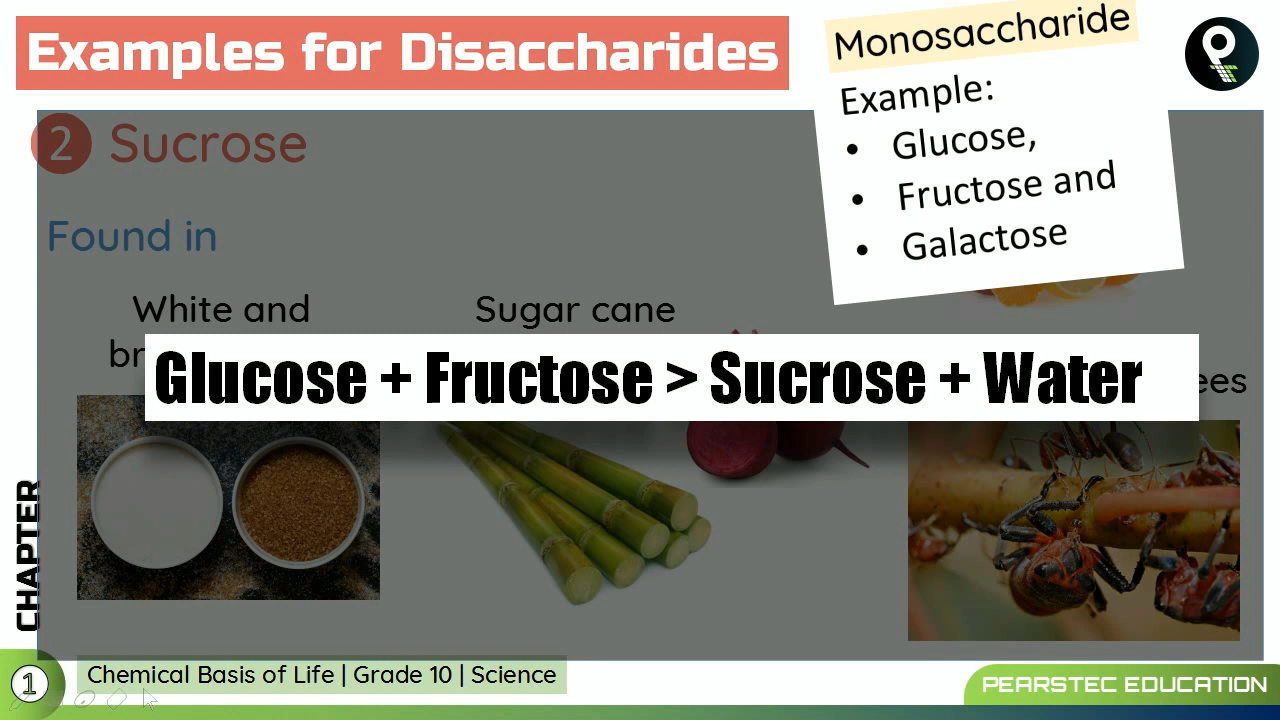 Examples for Disaccharides
Monosaccharide
Example:
• Glucose,
• Fructose and
• Galactose
2 Sucrose
Found in
White and
Sugar cane
Glucose + Fructose > Sucrose + Water
CHAPTER
1
Chemical Basis of Life | Grade 10 | Science
PEARSTEC EDUCATION